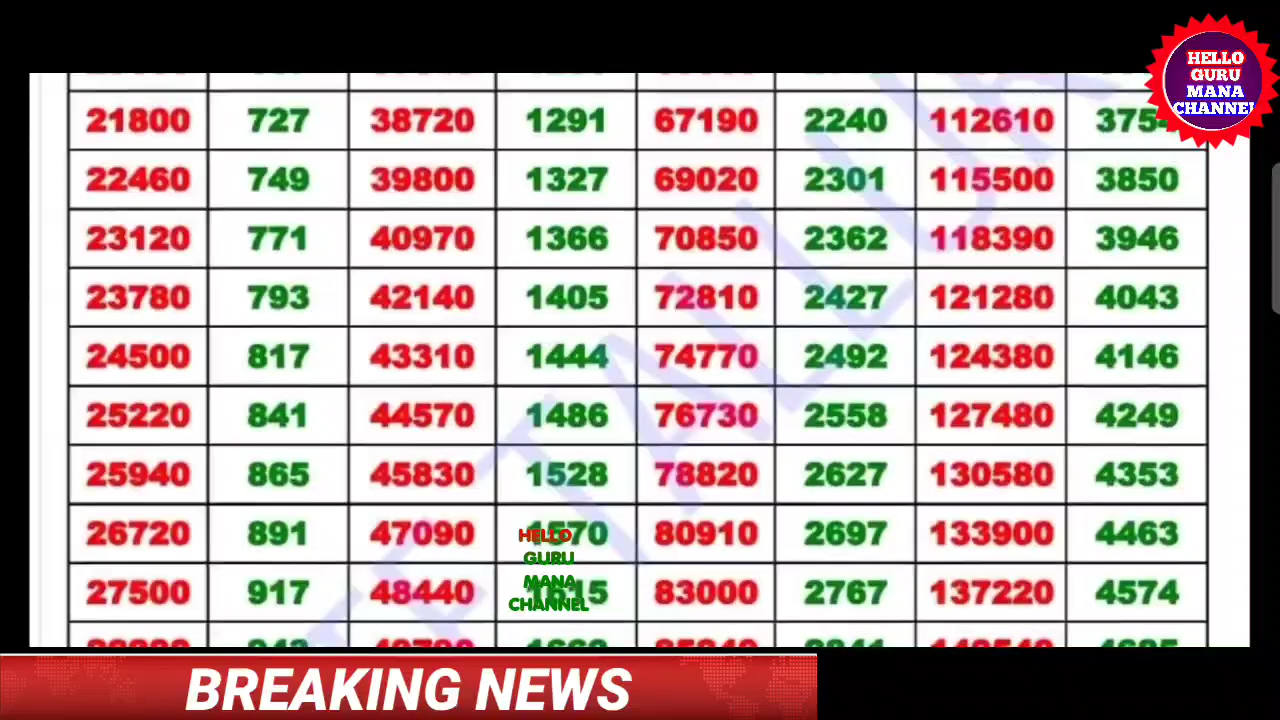 HELLO
GURU
MANA
CHANNEL
21800 727 38720 1291 67190 2240 112610
22460 749 39800 1327 69020 2301 115500 3850
23120 771 40970 1366 70850 2362 118390 3946
23780 793 42140 1405 72810 2427 121280 4043
24500 817 43310 1444 74770 2492 124380 4146
25220 841 44570 1486 76730 2558 127480 4249
25940 865 45830 1528 78820 2627 130580 4353
26720 891 47090 1570 80910 2697 133900 4463
27500 917 48440 1615 83000 2767 137220 4574
HELLO
GURU
MANA
CHANNEL
BREAKING NEWS